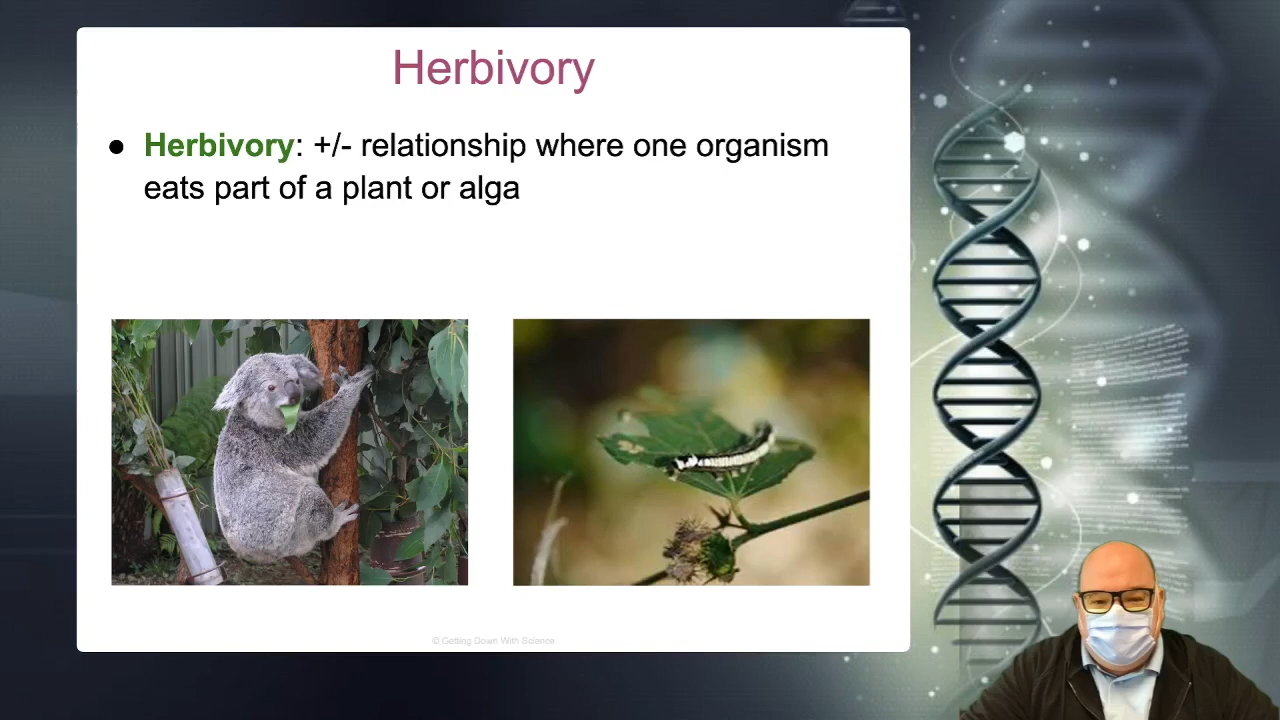 Herbivory
● Herbivory: +/- relationship where one organism
eats part of a plant or alga
© Getting Down With Science